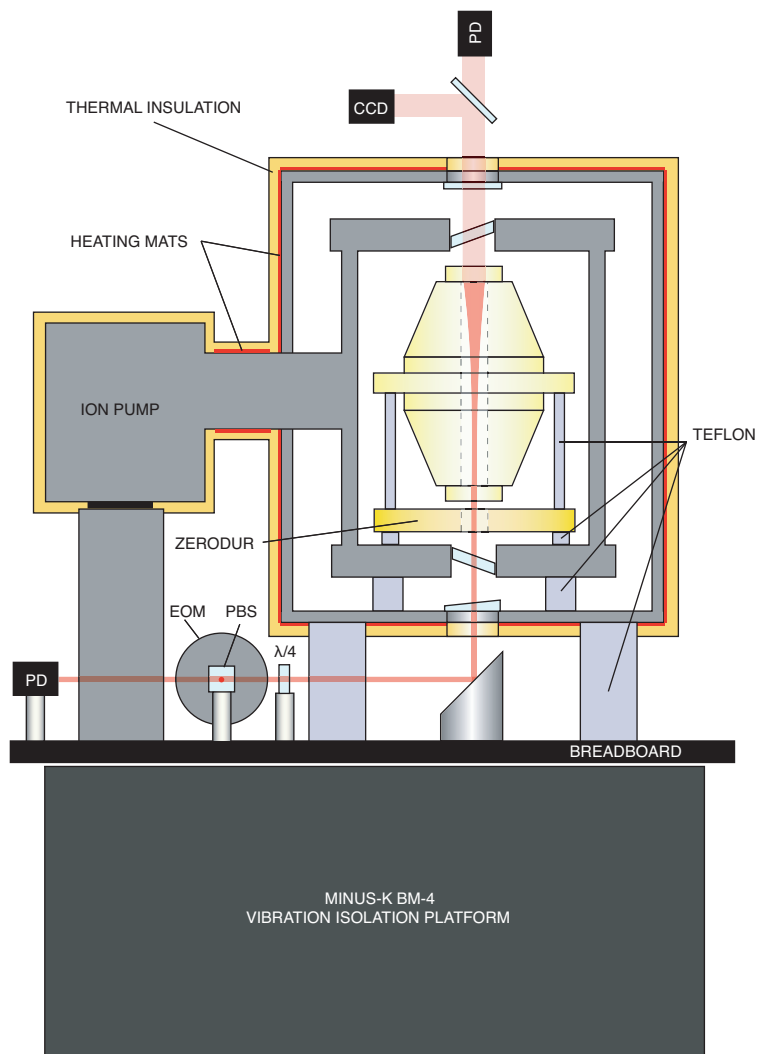 PD
CCD
THERMAL INSULATION
HEATING MATS
ION PUMP
TEFLON
ZERODUR
EOM
PBS
λ/4
PD
BREADBOARD
MINUS-K BM-4
VIBRATION ISOLATION PLATFORM